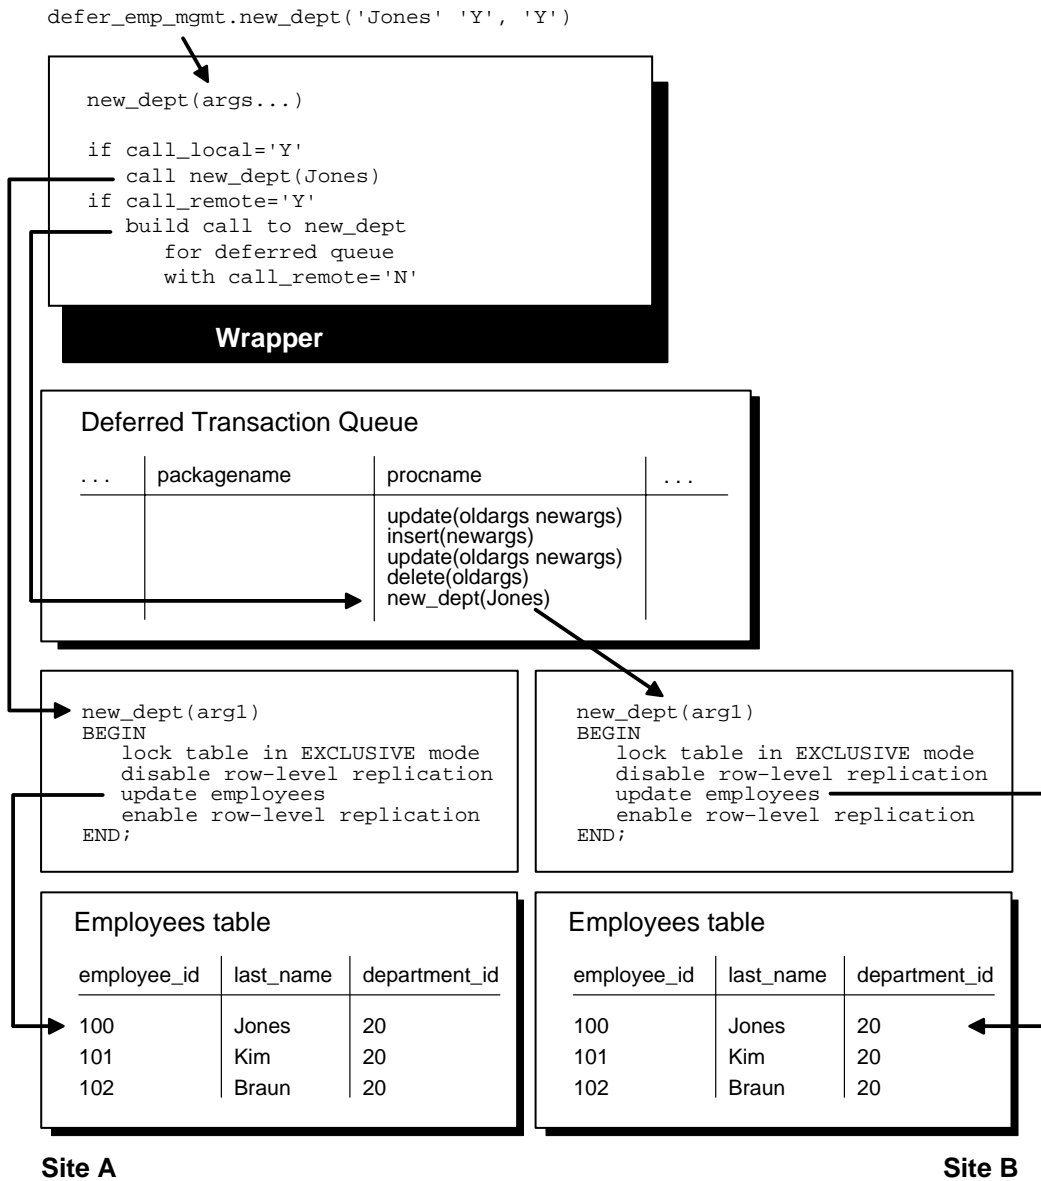 defer_emp_mgmt.new_dept('Jones' 'Y', 'Y')
new_dept(args...)
if call_local='Y'
call new_dept(Jones)
if call_remote='Y'
build call to new_dept
for deferred queue
with call_remote='N'
Wrapper
Deferred Transaction Queue
... packagename procname ...
update(oldargs newargs)
insert(newargs)
update(oldargs newargs)
delete(oldargs)
new_dept(Jones)
new_dept(arg1)
BEGIN
lock table in EXCLUSIVE mode
disable row-level replication
update employees
enable row-level replication
END;
new_dept(arg1)
BEGIN
lock table in EXCLUSIVE mode
disable row-level replication
update employees
enable row-level replication
END;
Employees table
employee_id last_name department_id
100 Jones 20
101 Kim 20
102 Braun 20
Employees table
employee_id last_name department_id
100 Jones 20
101 Kim 20
102 Braun 20
Site A
Site B